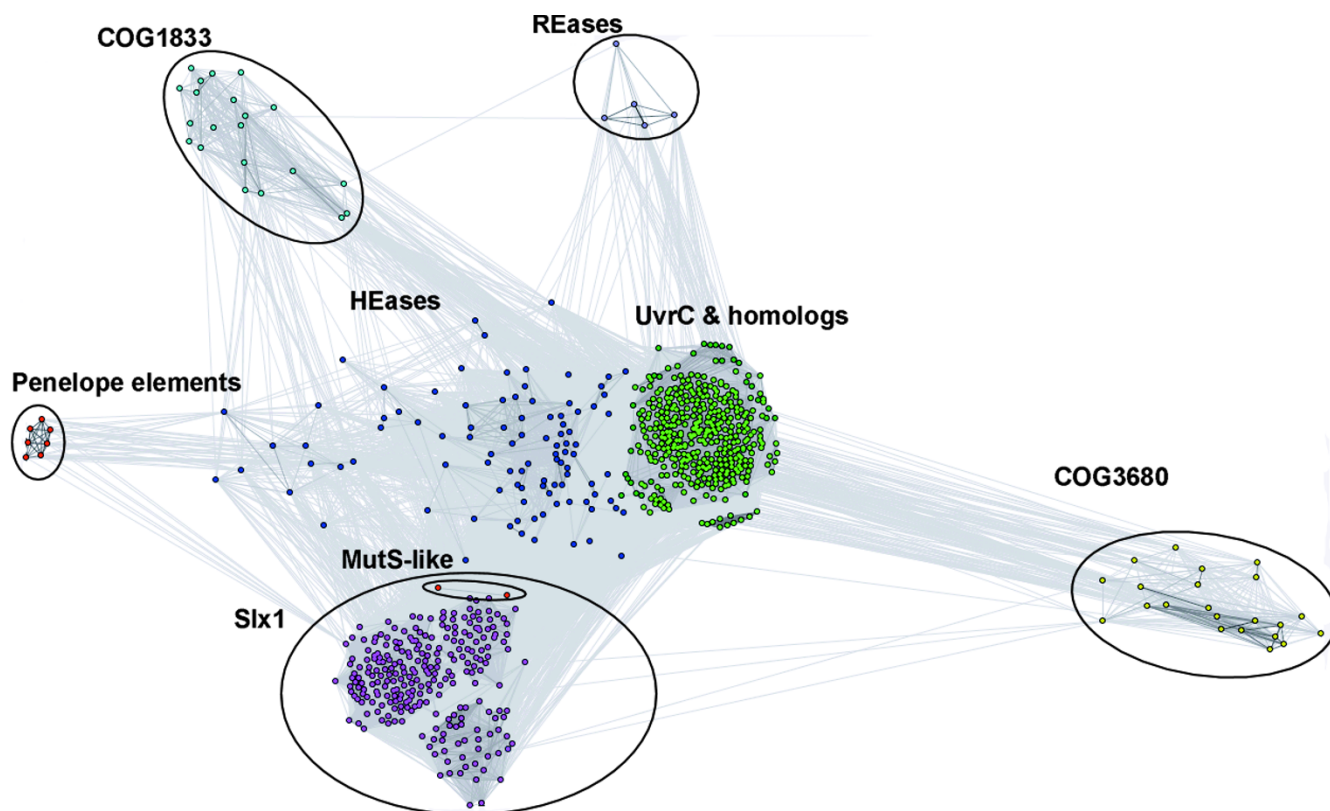 REases
COG1833
HEases
UvrC & homologs
Penelope elements
COG3680
MutS-like
Slx1